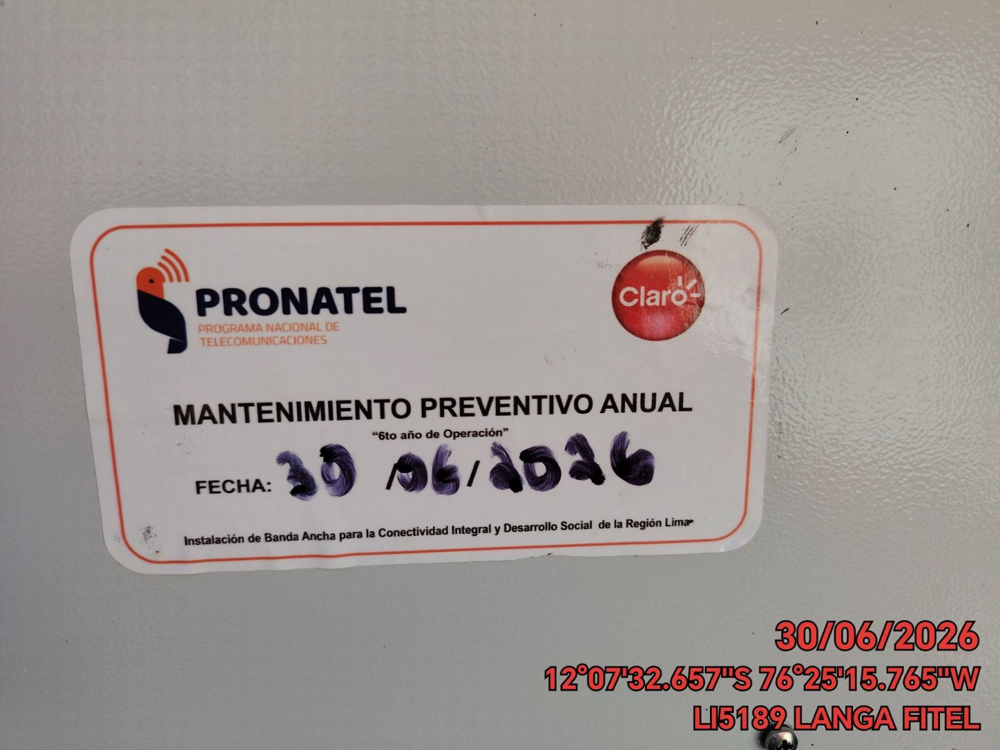 PRONATEL
PROGRAMA NACIONAL DE
TELECOMUNICACIONES
Claro
MANTENIMIENTO PREVENTIVO ANUAL
“6to año de Operación”
FECHA: 30 /06/2026
Instalación de Banda Ancha para la Conectividad Integral y Desarrollo Social de la Región Lima
30/06/2026
12°07'32.657"S 76°25'15.765"W
LI5189 LANGA FITEL